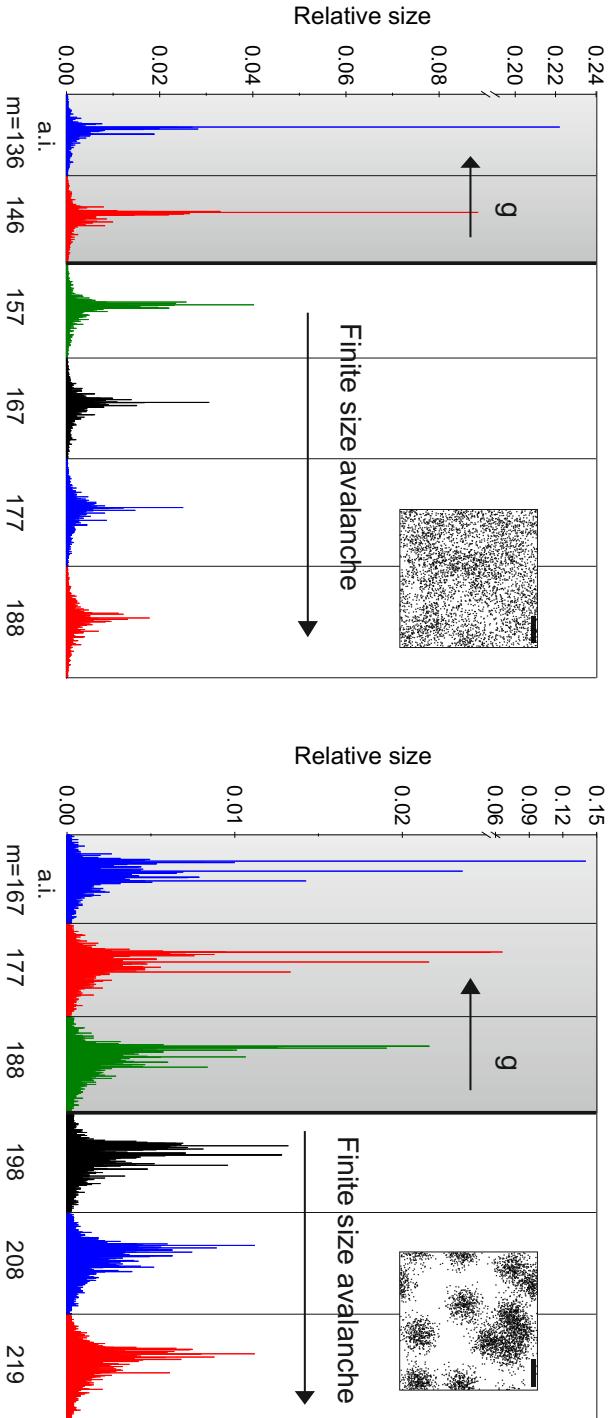 Relative size
0.24
0.22
0.20
0.08
0.06
0.04
0.02
0.00
g
Finite size avalanche
a.i.
m=136 146 157 167 177 188
Relative size
0.15
0.12
0.09
0.06
0.02
0.01
0.00
g
Finite size avalanche
a.i.
m=167 177 188 198 208 219